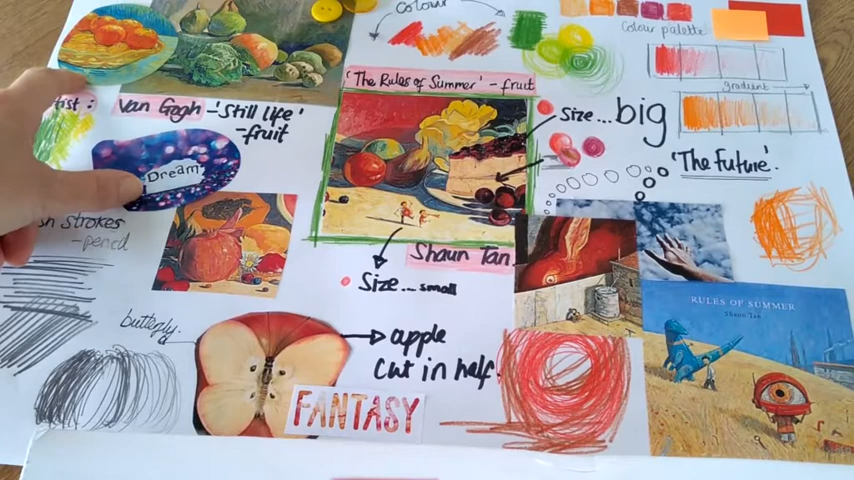 Colour
Colour palette
'The Rules of Summer' - fruit
gradient
tist :
Van Gogh - 'Still life'
- fruit
Size... big
Dream
'The Future'.
sh strokes
- pencil
Shaun Tan
Size... small
RULES OF SUMMER
Shaun Tan
butterfly
apple
cut in half
FANTASY